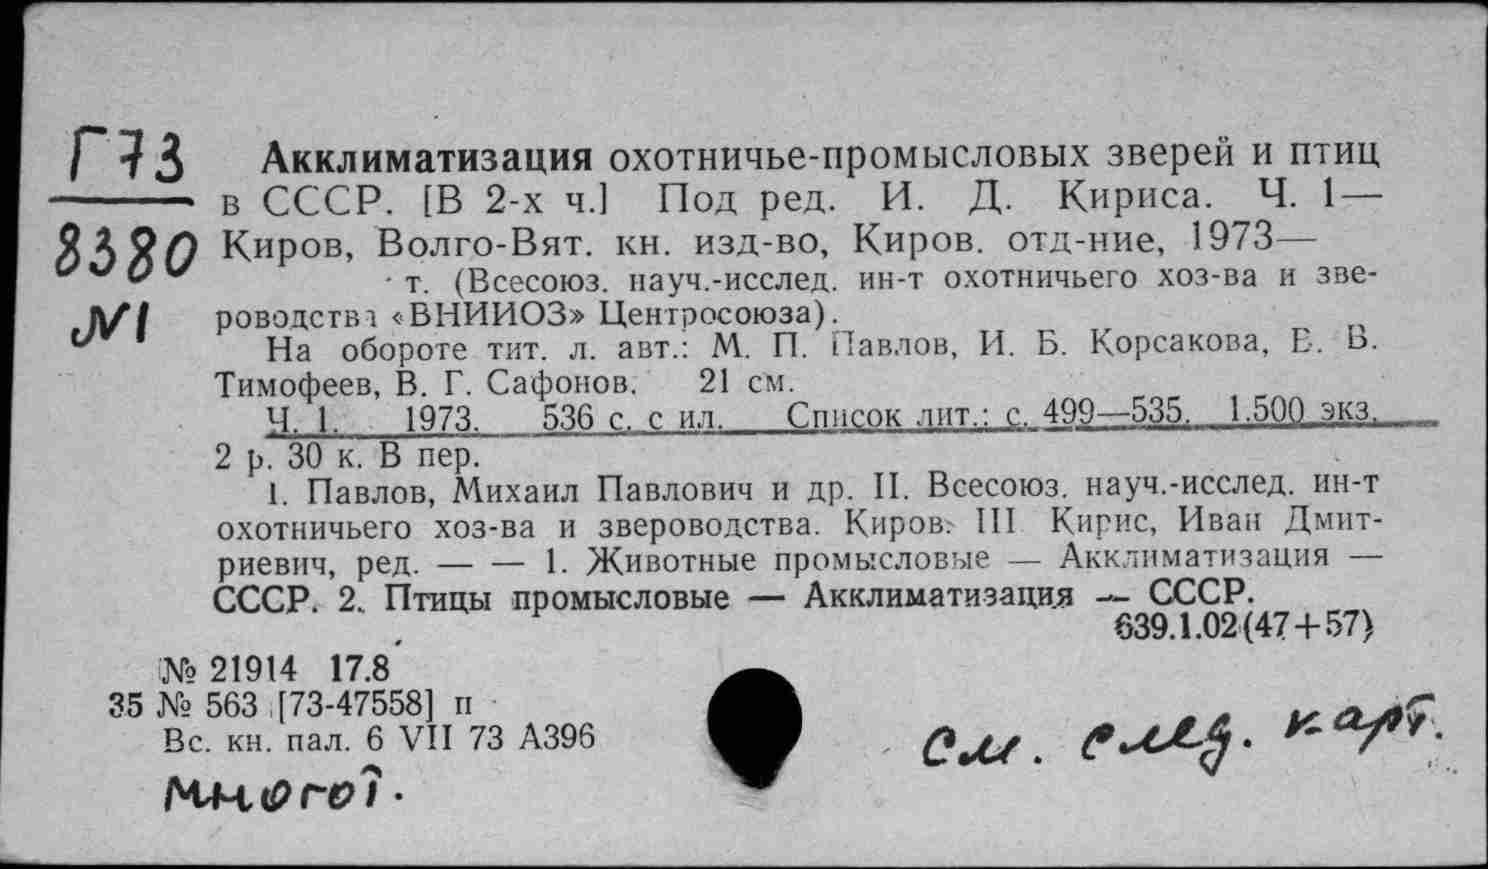 Г73
8380
№1
Акклиматизация охотничье-промысловых зверей и птиц
в СССР. [В 2-х ч.] Под ред. И. Д. Кириса. Ч. 1—
Киров, Волго-Вят. кн. изд-во, Киров. отд-ние, 1973—
т. (Всесоюз. науч.-исслед. ин-т охотничьего хоз-ва и зве-
роводства «ВНИИОЗ» Центросоюза).
На обороте тит. л. авт.: М. П. Павлов, И. Б. Корсакова, Е. В.
Тимофеев, В. Г. Сафонов. 21 см.
Ч. 1. 1973. 536 с. с ил. Список лит.: с. 499—535. 1.500 экз.
2 р. 30 к. В пер.
I. Павлов, Михаил Павлович и др. II. Всесоюз. науч.-исслед. ин-т
охотничьего хоз-ва и звероводства. Киров. III Кирис, Иван Дмит-
риевич, ред. — — 1. Животные промысловые — Акклиматизация —
СССР. 2. Птицы промысловые — Акклиматизация — СССР.
639.1.02(47+57)
№ 21914 17.8
35 № 563 [73-47558] п
Вс. кн. пал. 6 VII 73 А396
см. след. карт.
многот.